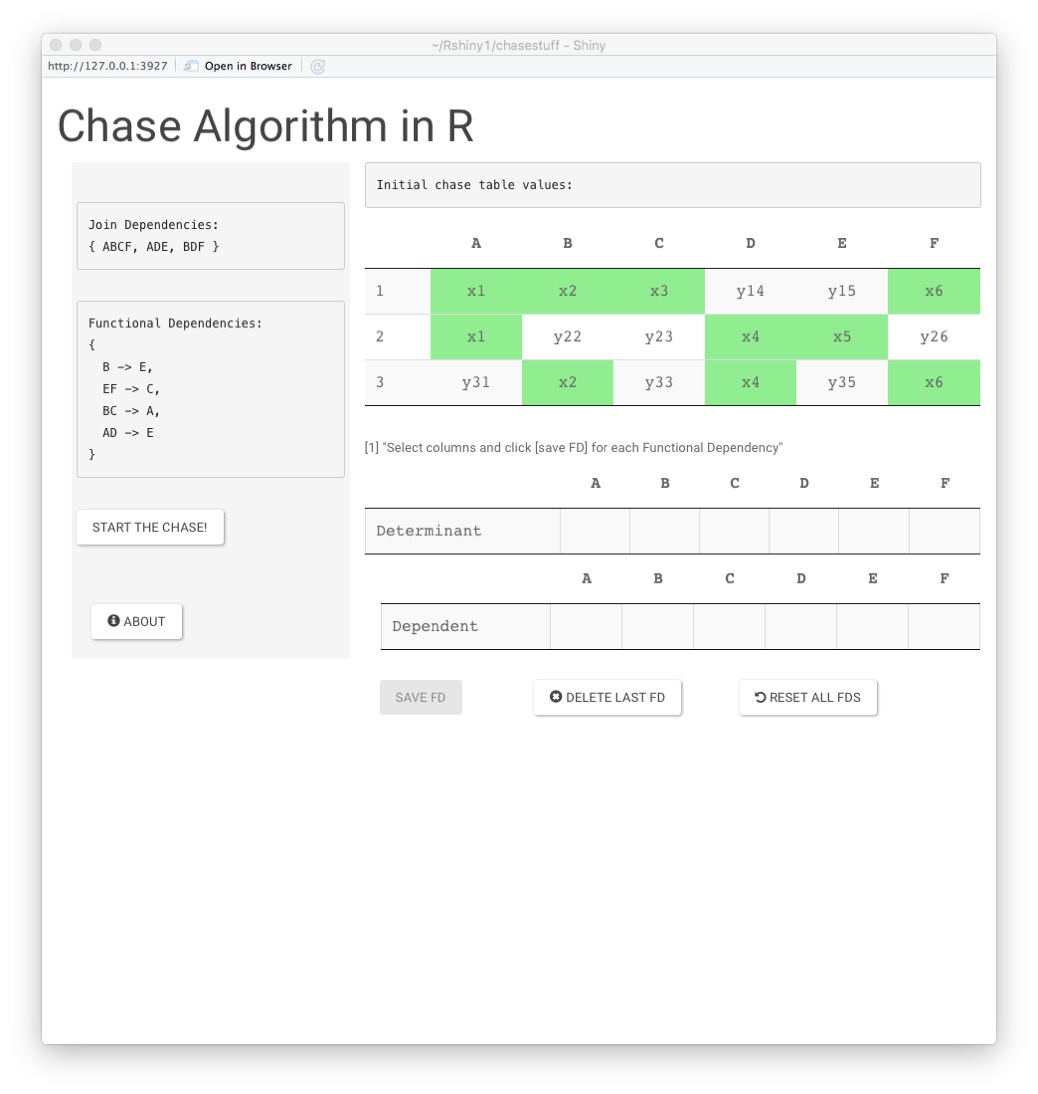 ~/Rshiny1/chasestuff - Shiny
http://127.0.0.1:3927 Open in Browser
Chase Algorithm in R
Join Dependencies:
{ ABCF, ADE, BDF }
Functional Dependencies:
{
B -> E,
EF -> C,
BC -> A,
AD -> E
}
START THE CHASE!
ABOUT
Initial chase table values:
A B C D E F
1 x1 x2 x3 y14 y15 x6
2 x1 y22 y23 x4 x5 y26
3 y31 x2 y33 x4 y35 x6
[1] "Select columns and click [save FD] for each Functional Dependency"
A B C D E F
Determinant
A B C D E F
Dependent
SAVE FD DELETE LAST FD RESET ALL FDS